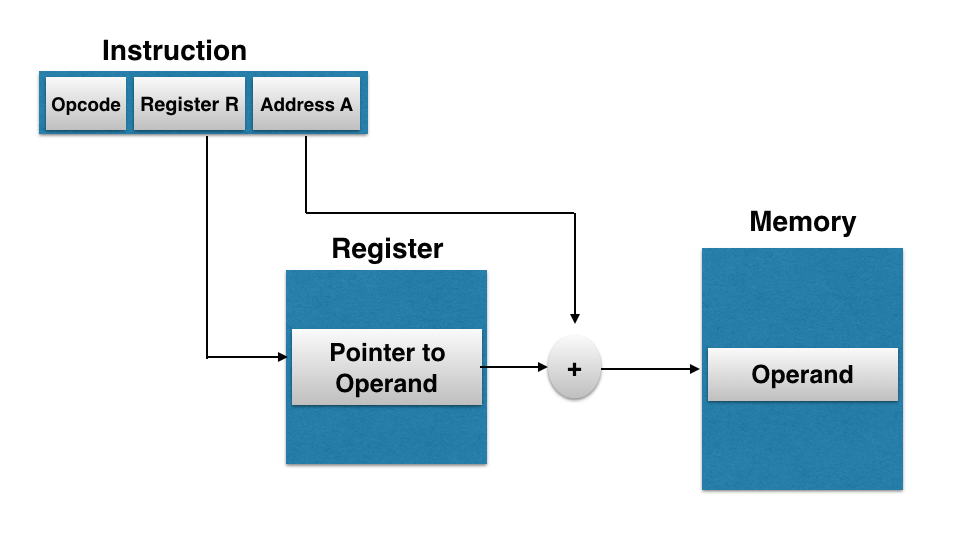 Instruction
Opcode
Register R
Address A
Memory
Register
Pointer to
Operand
+
Operand